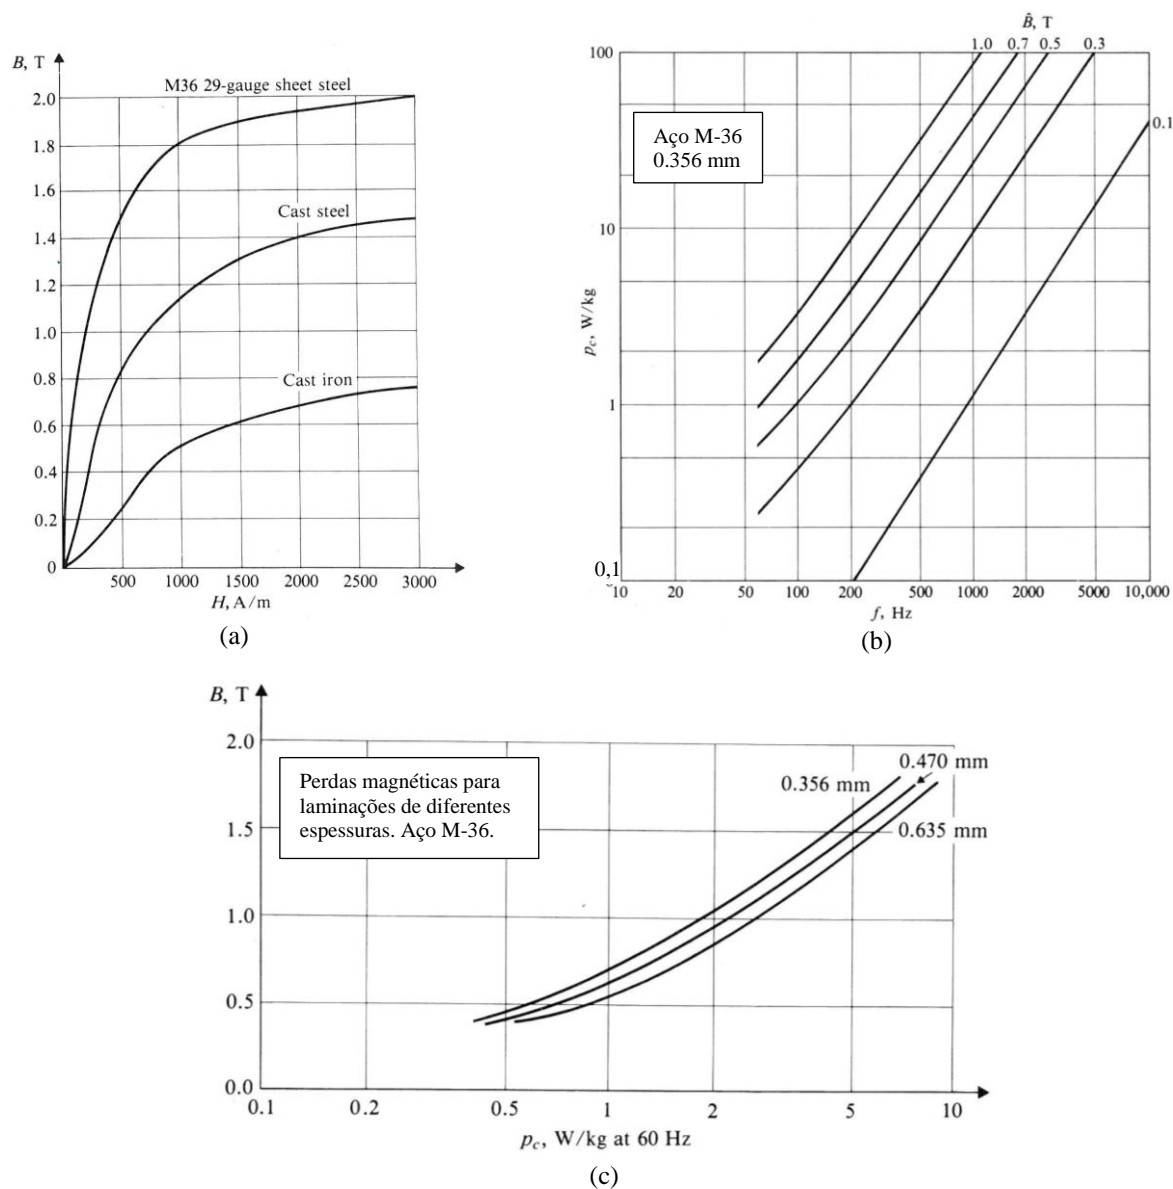 B, T
M36 29-gauge sheet steel
2.0
1.8
1.6
Cast steel
1.4
1.2
1.0
0.8
Cast iron
0.6
0.4
0.2
0
500 1000 1500 2000 2500 3000
H, A/m
(a)
B̂, T
1.0 0.7 0.5 0.3
100
0.1
Aço M-36
0.356 mm
10
p_c, W/kg
1
0,1
10 20 50 100 200 500 1000 2000 5000 10,000
f, Hz
(b)
B, T
2.0
Perdas magnéticas para
laminações de diferentes
espessuras. Aço M-36.
0.470 mm
0.356 mm
0.635 mm
1.5
1.0
0.5
0.0
0.1 0.2 0.5 1 2 5 10
p_c, W/kg at 60 Hz
(c)